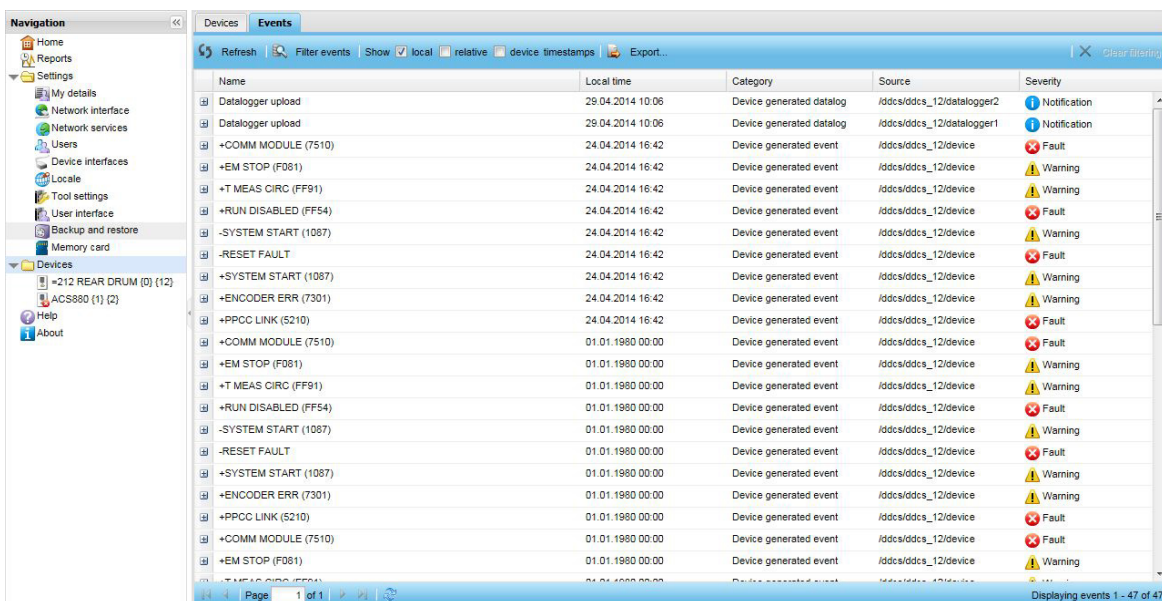 Navigation
Home
Reports
Settings
My details
Network interface
Network services
Users
Device interfaces
Locale
Tool settings
User interface
Backup and restore
Memory card
Devices
=212 REAR DRUM {0} {12}
ACS880 {1} {2}
Help
About
Devices Events
Refresh Filter events Show local relative device timestamps Export... Clear filtering
Name Local time Category Source Severity
Datalogger upload 29.04.2014 10:06 Device generated datalog /ddcs/ddcs_12/datalogger2 Notification
Datalogger upload 29.04.2014 10:06 Device generated datalog /ddcs/ddcs_12/datalogger1 Notification
+COMM MODULE (7510) 24.04.2014 16:42 Device generated event /ddcs/ddcs_12/device Fault
+EM STOP (F081) 24.04.2014 16:42 Device generated event /ddcs/ddcs_12/device Warning
+T MEAS CIRC (FF91) 24.04.2014 16:42 Device generated event /ddcs/ddcs_12/device Warning
+RUN DISABLED (FF54) 24.04.2014 16:42 Device generated event /ddcs/ddcs_12/device Fault
-SYSTEM START (1087) 24.04.2014 16:42 Device generated event /ddcs/ddcs_12/device Warning
-RESET FAULT 24.04.2014 16:42 Device generated event /ddcs/ddcs_12/device Fault
+SYSTEM START (1087) 24.04.2014 16:42 Device generated event /ddcs/ddcs_12/device Warning
+ENCODER ERR (7301) 24.04.2014 16:42 Device generated event /ddcs/ddcs_12/device Warning
+PPCC LINK (5210) 24.04.2014 16:42 Device generated event /ddcs/ddcs_12/device Fault
+COMM MODULE (7510) 01.01.1980 00:00 Device generated event /ddcs/ddcs_12/device Fault
+EM STOP (F081) 01.01.1980 00:00 Device generated event /ddcs/ddcs_12/device Warning
+T MEAS CIRC (FF91) 01.01.1980 00:00 Device generated event /ddcs/ddcs_12/device Warning
+RUN DISABLED (FF54) 01.01.1980 00:00 Device generated event /ddcs/ddcs_12/device Fault
-SYSTEM START (1087) 01.01.1980 00:00 Device generated event /ddcs/ddcs_12/device Warning
-RESET FAULT 01.01.1980 00:00 Device generated event /ddcs/ddcs_12/device Fault
+SYSTEM START (1087) 01.01.1980 00:00 Device generated event /ddcs/ddcs_12/device Warning
+ENCODER ERR (7301) 01.01.1980 00:00 Device generated event /ddcs/ddcs_12/device Warning
+PPCC LINK (5210) 01.01.1980 00:00 Device generated event /ddcs/ddcs_12/device Fault
+COMM MODULE (7510) 01.01.1980 00:00 Device generated event /ddcs/ddcs_12/device Fault
+EM STOP (F081) 01.01.1980 00:00 Device generated event /ddcs/ddcs_12/device Warning
Page 1 of 1 Displaying events 1 - 47 of 47